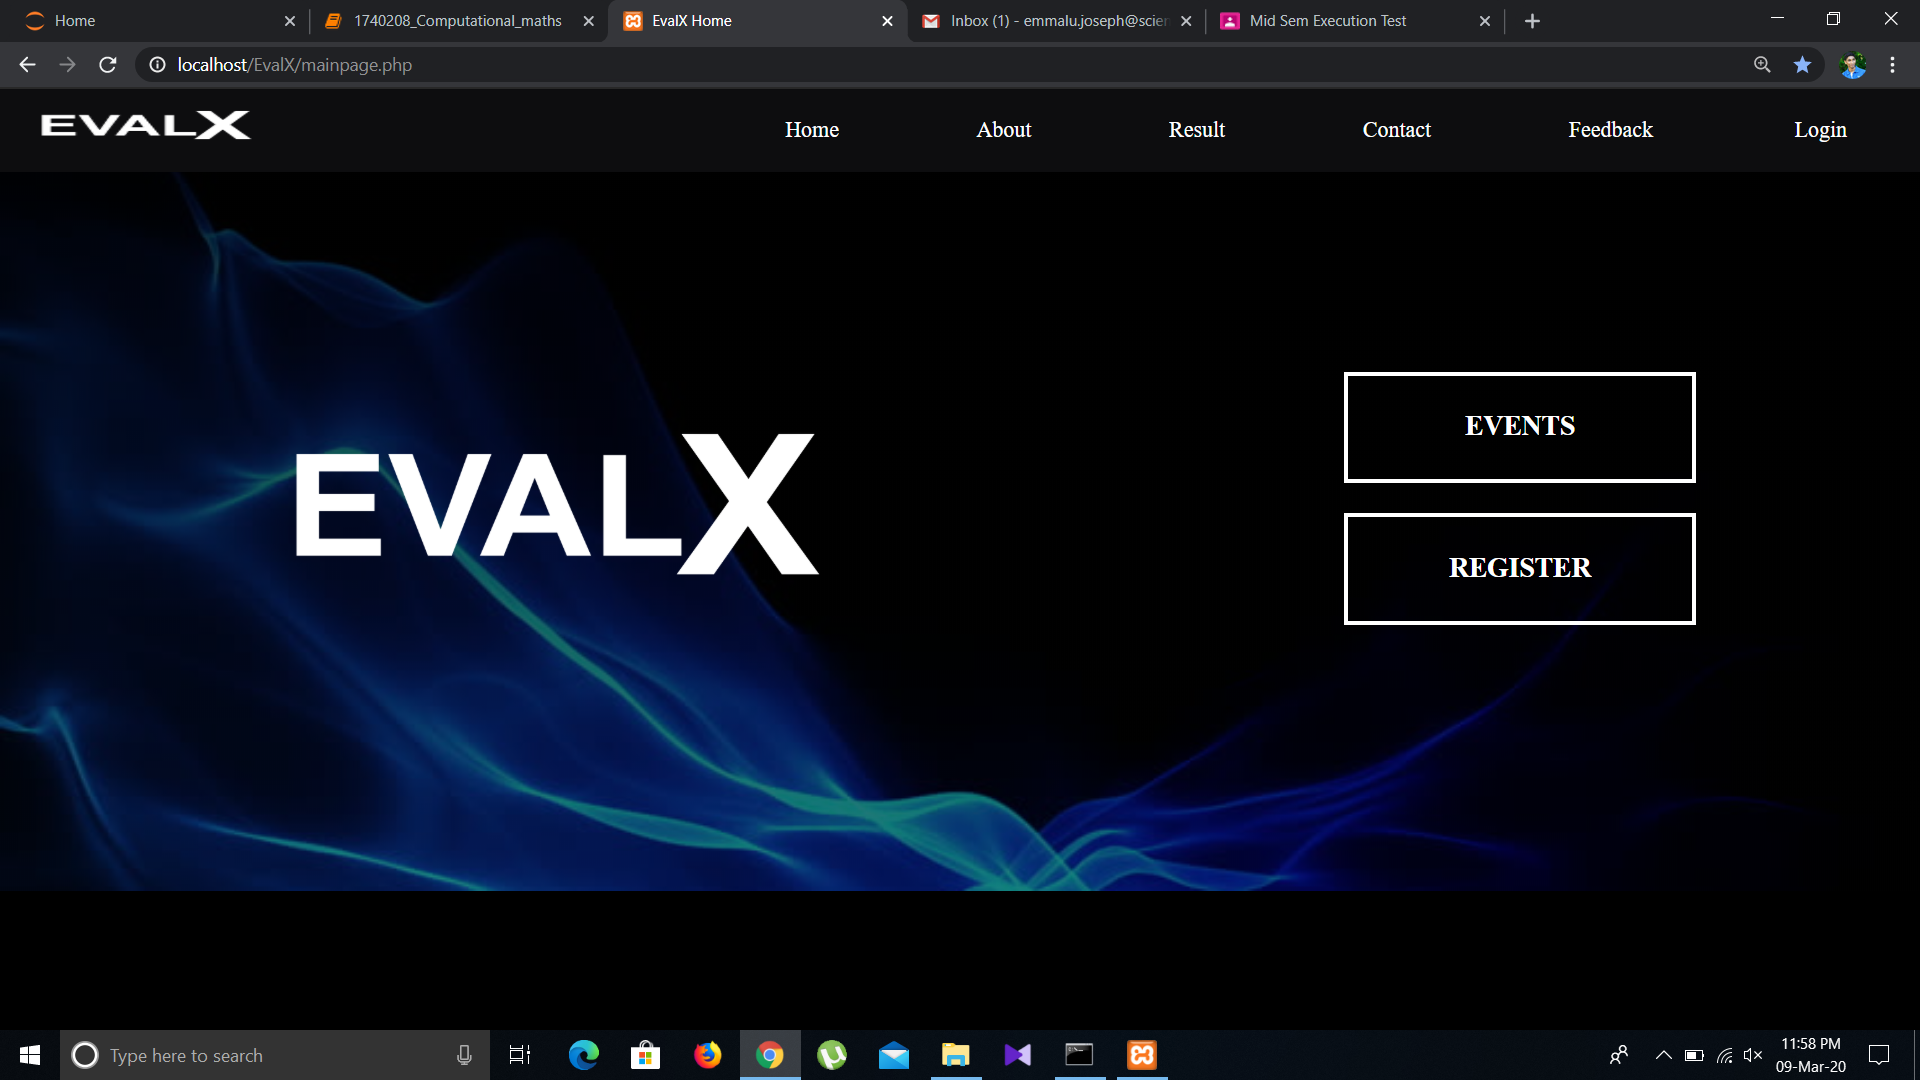 Home
1740208_Computational_maths
EvalX Home
Inbox (1) - emmalu.joseph@scien
Mid Sem Execution Test
localhost/EvalX/mainpage.php
EVALX
Home
About
Result
Contact
Feedback
Login
EVALX
EVENTS
REGISTER
Type here to search
11:58 PM
09-Mar-20